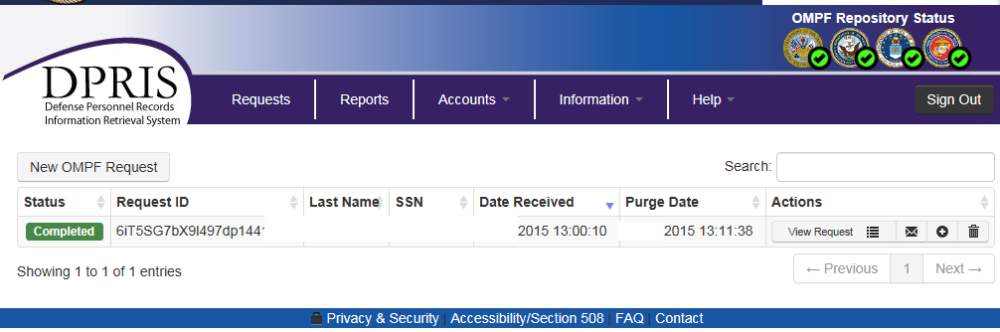 OMPF Repository Status
DPRIS
Defense Personnel Records
Information Retrieval System
Requests Reports Accounts Information Help Sign Out
New OMPF Request Search:
Status Request ID Last Name SSN Date Received Purge Date Actions
Completed 2015 13:00:10 2015 13:11:38 View Request
Showing 1 to 1 of 1 entries ← Previous 1 Next →
Privacy & Security | Accessibility/Section 508 | FAQ | Contact